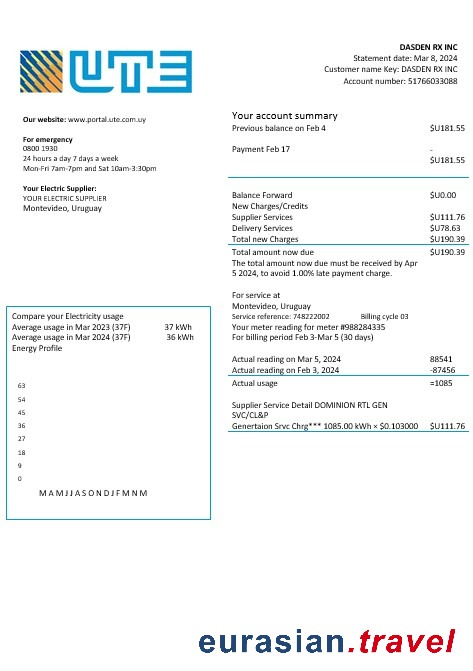 UTE
DASDEN RX INC
Statement date: Mar 8, 2024
Customer name Key: DASDEN RX INC
Account number: 51766033088
Our website: www.portal.ute.com.uy
For emergency
0800 1930
24 hours a day 7 days a week
Mon-Fri 7am-7pm and Sat 10am-3:30pm
Your Electric Supplier:
YOUR ELECTRIC SUPPLIER
Montevideo, Uruguay
Your account summary
Previous balance on Feb 4 $U181.55
Payment Feb 17 -
$U181.55
Balance Forward $U0.00
New Charges/Credits
Supplier Services $U111.76
Delivery Services $U78.63
Total new Charges $U190.39
Total amount now due $U190.39
The total amount now due must be received by Apr
5 2024, to avoid 1.00% late payment charge.
For service at
Montevideo, Uruguay
Service reference: 748222002 Billing cycle 03
Your meter reading for meter #988284335
For billing period Feb 3-Mar 5 (30 days)
Actual reading on Mar 5, 2024 88541
Actual reading on Feb 3, 2024 -87456
Actual usage =1085
Supplier Service Detail DOMINION RTL GEN
SVC/CL&P
Genertaion Srvc Chrg*** 1085.00 kWh × $0.103000 $U111.76
Compare your Electricity usage
Average usage in Mar 2023 (37F) 37 kWh
Average usage in Mar 2024 (37F) 36 kWh
Energy Profile
63
54
45
36
27
18
9
0
M A M J J A S O N D J F M N M
eurasian.travel